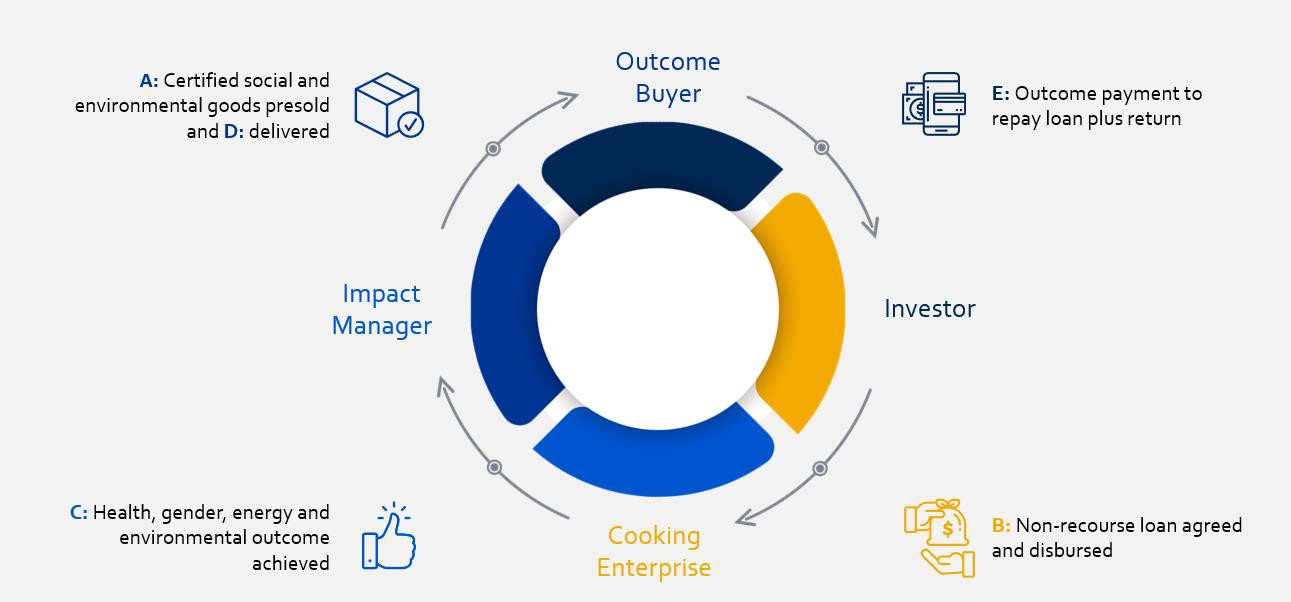 Outcome
Buyer
A: Certified social and
environmental goods presold
and D: delivered
E: Outcome payment to
repay loan plus return
$
Impact
Manager
Investor
C: Health, gender, energy and
environmental outcome
achieved
Cooking
Enterprise
$
B: Non-recourse loan agreed
and disbursed